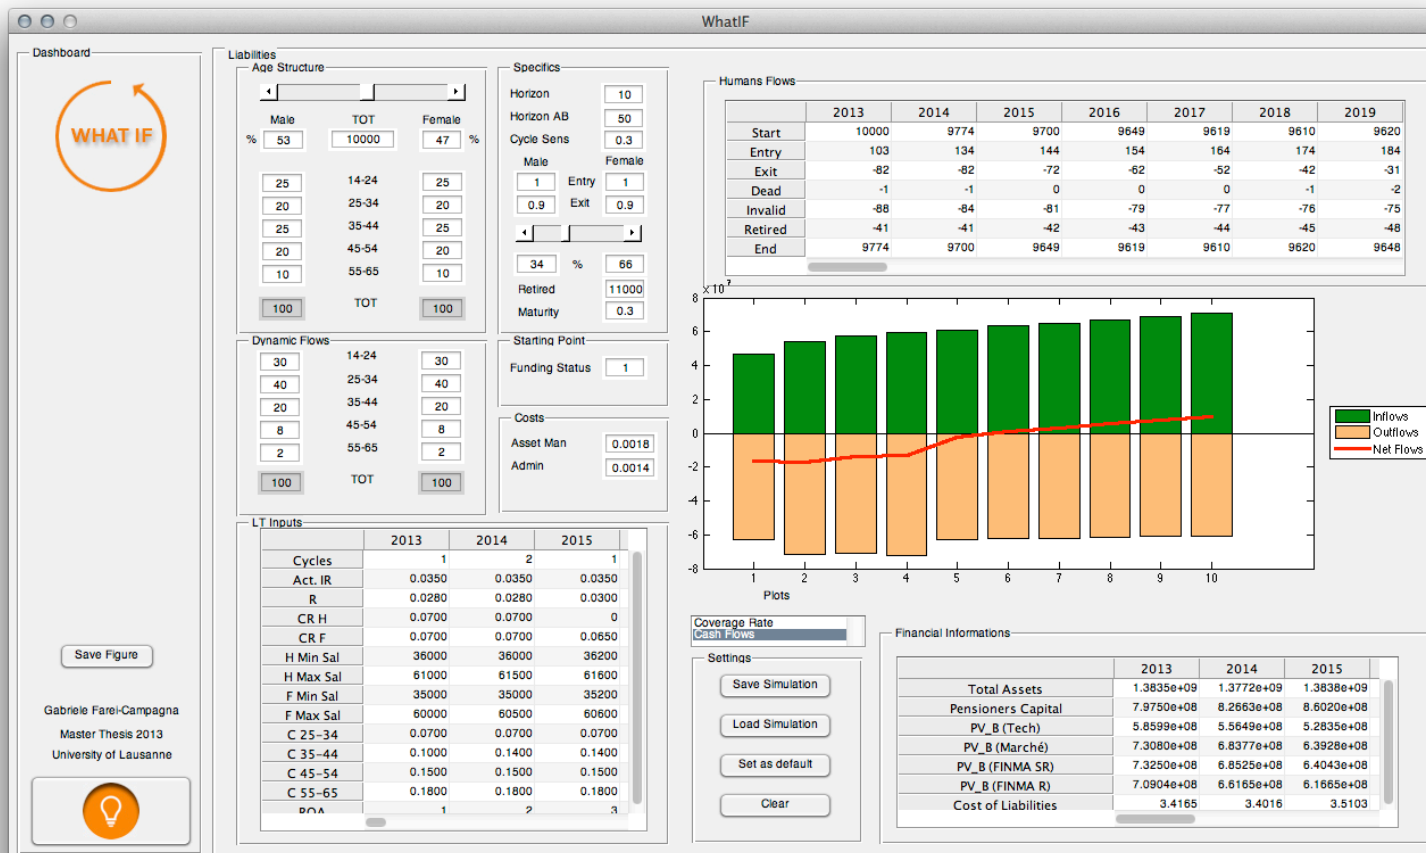 WhatIF
Dashboard
WHAT IF
Save Figure
Gabriele Farei-Campagna
Master Thesis 2013
University of Lausanne
Liabilities
Age Structure
Male TOT Female
% 53 10000 47 %
25 14-24 25
20 25-34 20
25 35-44 25
20 45-54 20
10 55-65 10
100 TOT 100
Dynamic Flows
30 14-24 30
40 25-34 40
20 35-44 20
8 45-54 8
2 55-65 2
100 TOT 100
Specifics
Horizon 10
Horizon AB 50
Cycle Sens 0.3
Male Female
1 Entry 1
0.9 Exit 0.9
34 % 66
Retired 11000
Maturity 0.3
Starting Point
Funding Status 1
Costs
Asset Man 0.0018
Admin 0.0014
LT Inputs
2013 2014 2015
Cycles 1 2 1
Act. IR 0.0350 0.0350 0.0350
R 0.0280 0.0280 0.0300
CR H 0.0700 0.0700 0
CR F 0.0700 0.0700 0.0650
H Min Sal 36000 36000 36200
H Max Sal 61000 61500 61600
F Min Sal 35000 35000 35200
F Max Sal 60000 60500 60600
C 25-34 0.0700 0.0700 0.0700
C 35-44 0.1000 0.1400 0.1400
C 45-54 0.1500 0.1500 0.1500
C 55-65 0.1800 0.1800 0.1800
ROA 1 2 3
Humans Flows
2013 2014 2015 2016 2017 2018 2019
Start 10000 9774 9700 9649 9619 9610 9620
Entry 103 134 144 154 164 174 184
Exit -82 -82 -72 -62 -52 -42 -31
Dead -1 -1 0 0 0 -1 -2
Invalid -88 -84 -81 -79 -77 -76 -75
Retired -41 -41 -42 -43 -44 -45 -48
End 9774 9700 9649 9619 9610 9620 9648
x 10^7
8
6
4
2
0
-2
-4
-6
-8
1 2 3 4 5 6 7 8 9 10
Inflows
Outflows
Net Flows
Plots
Coverage Rate
Cash Flows
Settings
Save Simulation
Load Simulation
Set as default
Clear
Financial Informations
2013 2014 2015
Total Assets 1.3835e+09 1.3772e+09 1.3838e+09
Pensioners Capital 7.9750e+08 8.2663e+08 8.6020e+08
PV_B (Tech) 5.8599e+08 5.5649e+08 5.2835e+08
PV_B (Marché) 7.3080e+08 6.8377e+08 6.3928e+08
PV_B (FINMA SR) 7.3250e+08 6.8525e+08 6.4043e+08
PV_B (FINMA R) 7.0904e+08 6.6165e+08 6.1665e+08
Cost of Liabilities 3.4165 3.4016 3.5103